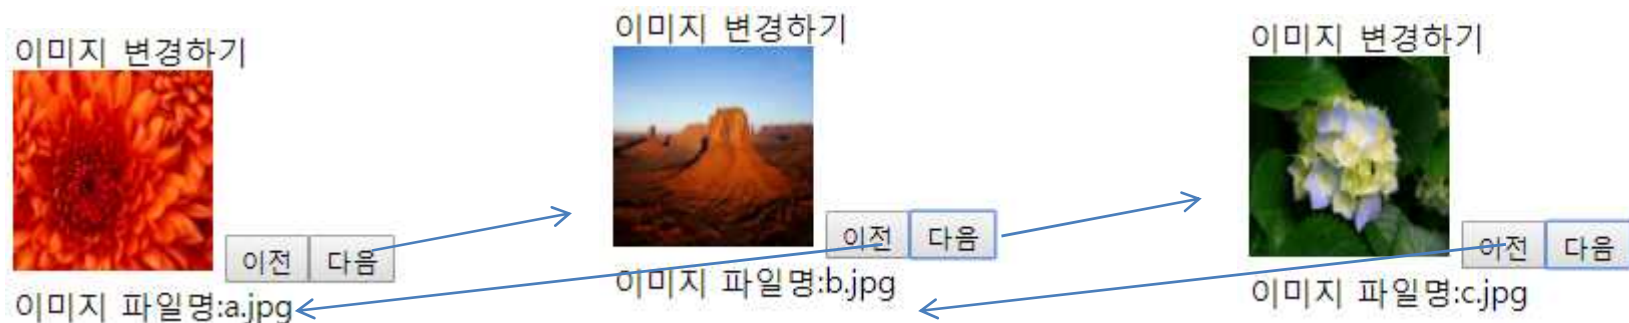 이미지 변경하기
이전 다음
이미지 파일명:a.jpg
이미지 변경하기
이전 다음
이미지 파일명:b.jpg
이미지 변경하기
이전 다음
이미지 파일명:c.jpg